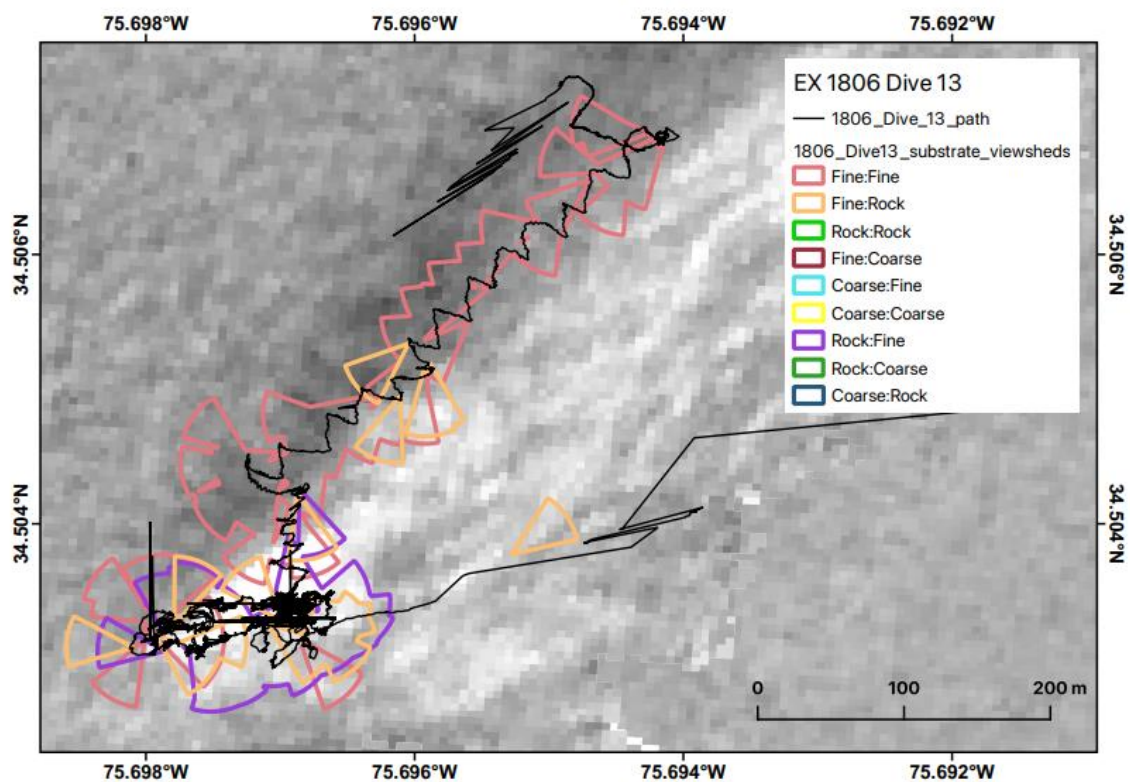 75.698°W 75.696°W 75.694°W 75.692°W
EX 1806 Dive 13
1806_Dive_13_path
1806_Dive13_substrate_viewsheds
Fine:Fine
Fine:Rock
Rock:Rock
Fine:Coarse
Coarse:Fine
Coarse:Coarse
Rock:Fine
Rock:Coarse
Coarse:Rock
34.506°N 34.506°N
34.504°N 34.504°N
0 100 200 m
75.698°W 75.696°W 75.694°W 75.692°W